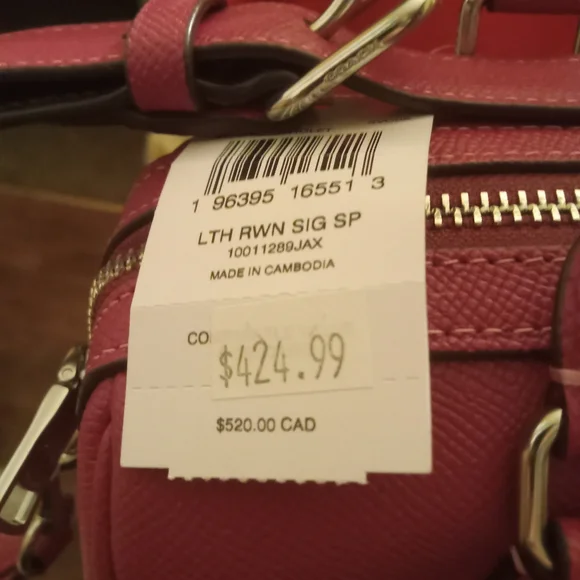 1 96395 16551 3
LTH RWN SIG SP
10011289JAX
MADE IN CAMBODIA
CO
$424.99
$520.00 CAD